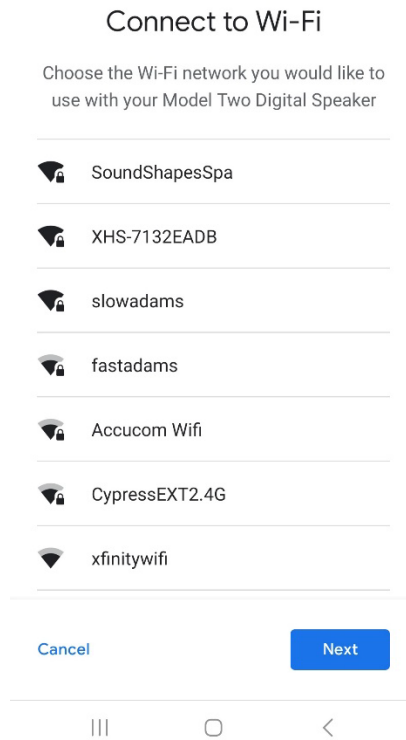 Connect to Wi-Fi
Choose the Wi-Fi network you would like to
use with your Model Two Digital Speaker
SoundShapesSpa
XHS-7132EADB
slowadams
fastadams
Accucom Wifi
CypressEXT2.4G
xfinitywifi
Cancel
Next